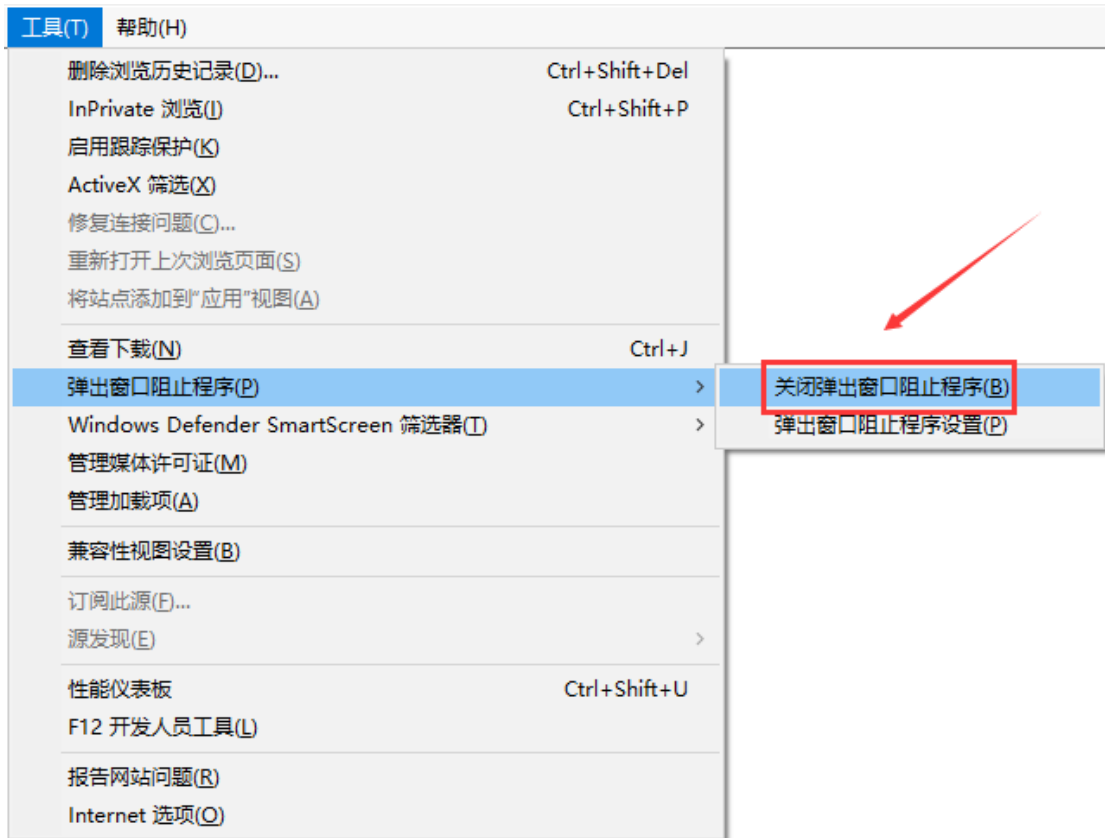 工具(T) 帮助(H)
删除浏览历史记录(D)... Ctrl+Shift+Del
InPrivate 浏览(I) Ctrl+Shift+P
启用跟踪保护(K)
ActiveX 筛选(X)
修复连接问题(C)...
重新打开上次浏览页面(S)
将站点添加到“应用”视图(A)
查看下载(N) Ctrl+J
弹出窗口阻止程序(P) > 关闭弹出窗口阻止程序(B)
Windows Defender SmartScreen 筛选器(T) > 弹出窗口阻止程序设置(P)
管理媒体许可证(M)
管理加载项(A)
兼容性视图设置(B)
订阅此源(F)...
源发现(E) >
性能仪表板 Ctrl+Shift+U
F12 开发人员工具(L)
报告网站问题(R)
Internet 选项(O)